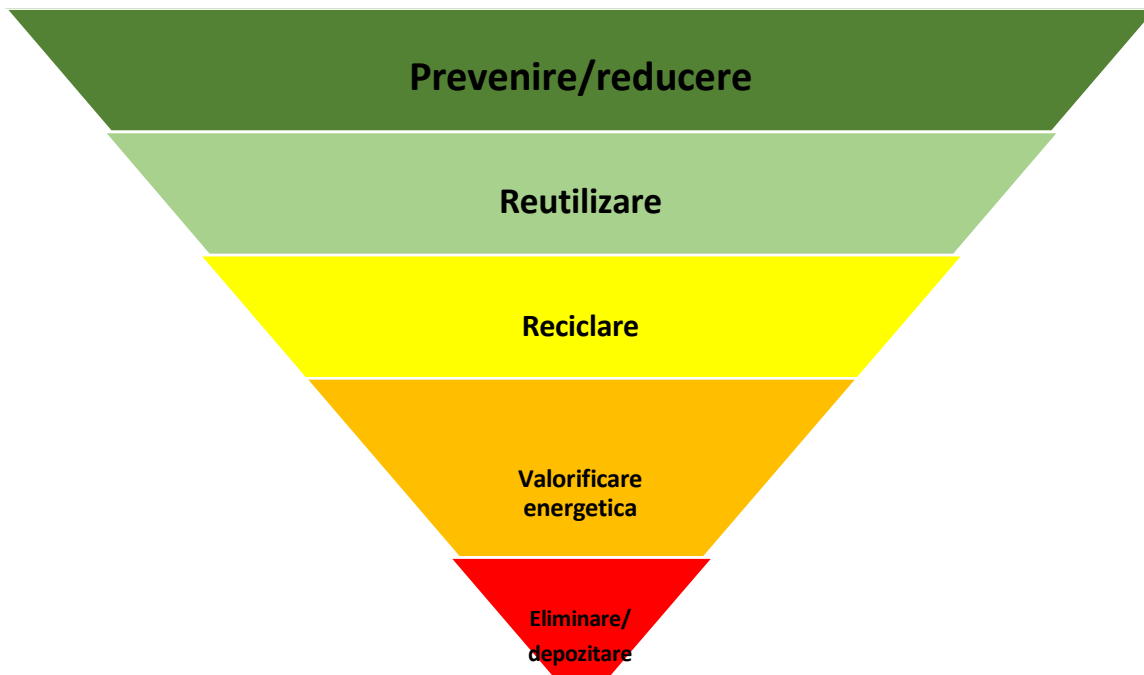 Prevenire/reducere
Reutilizare
Reciclare
Valorificare
energetica
Eliminare/
depozitare